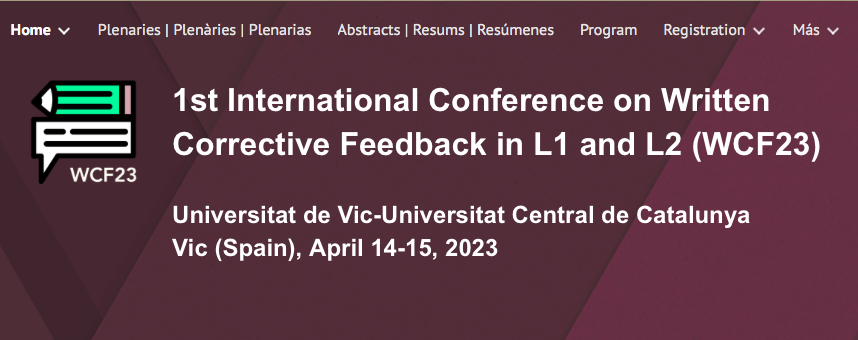 Home Plenaries | Plenàries | Plenarias Abstracts | Resums | Resúmenes Program Registration Más
1st International Conference on Written
Corrective Feedback in L1 and L2 (WCF23)
WCF23
Universitat de Vic-Universitat Central de Catalunya
Vic (Spain), April 14-15, 2023